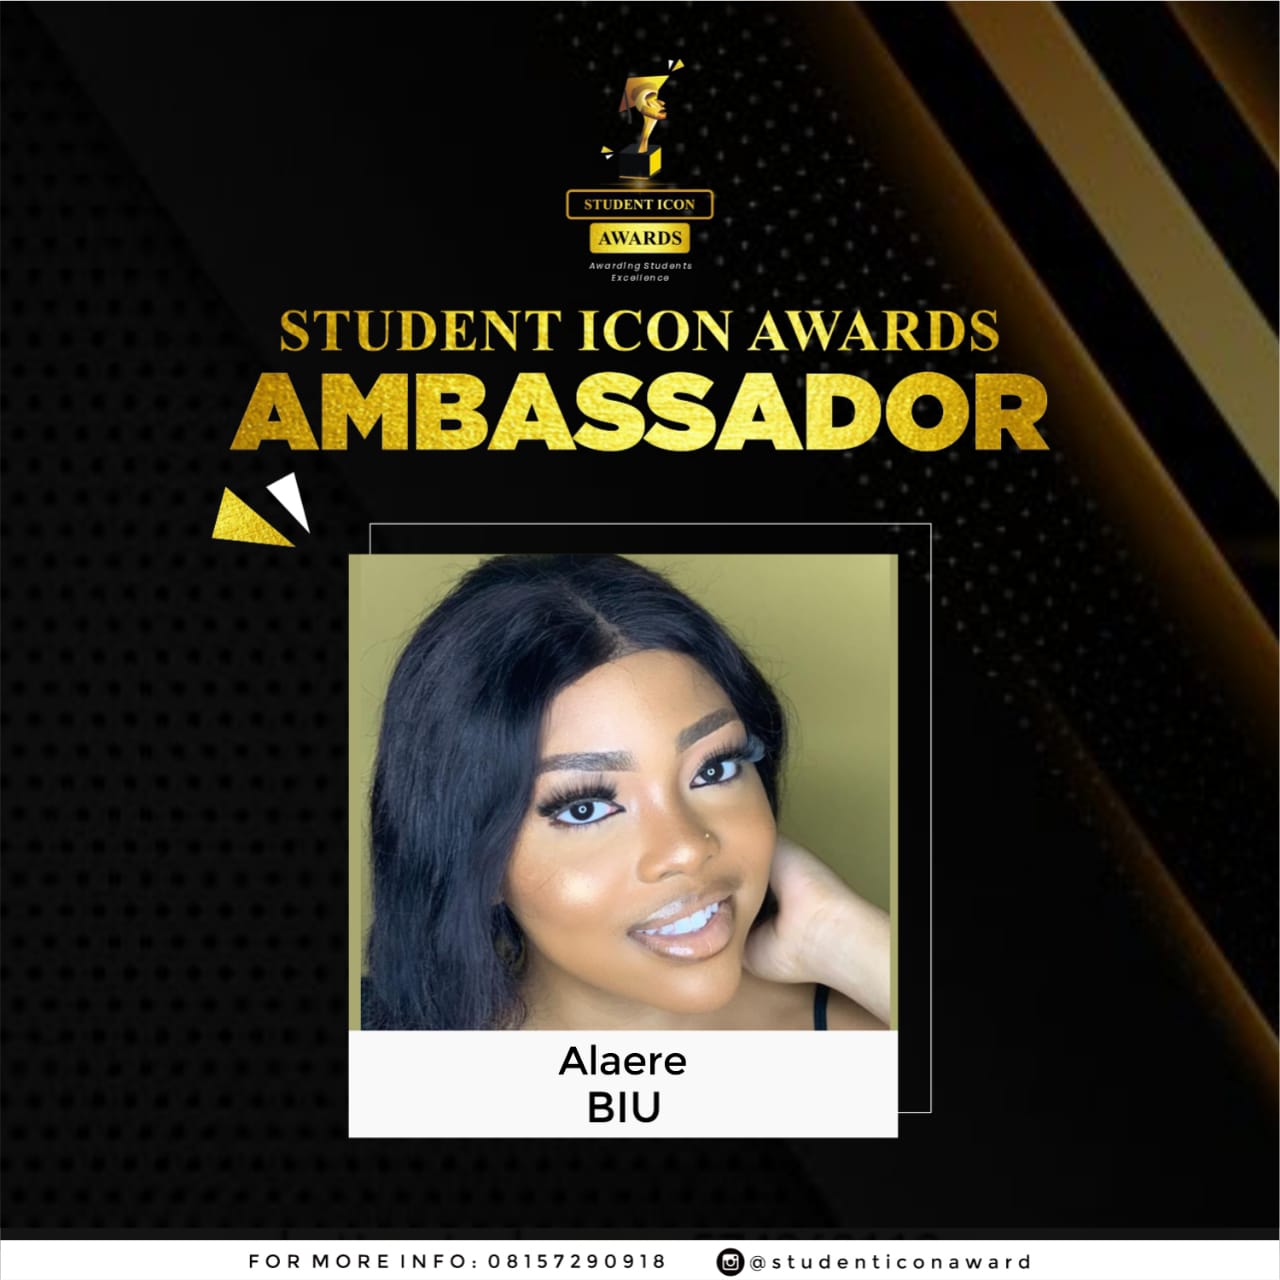 STUDENT ICON
AWARDS
Awarding Students
Excellence
STUDENT ICON AWARDS
AMBASSADOR
Alaere
BIU
FOR MORE INFO: 08157290918 @studenticonaward